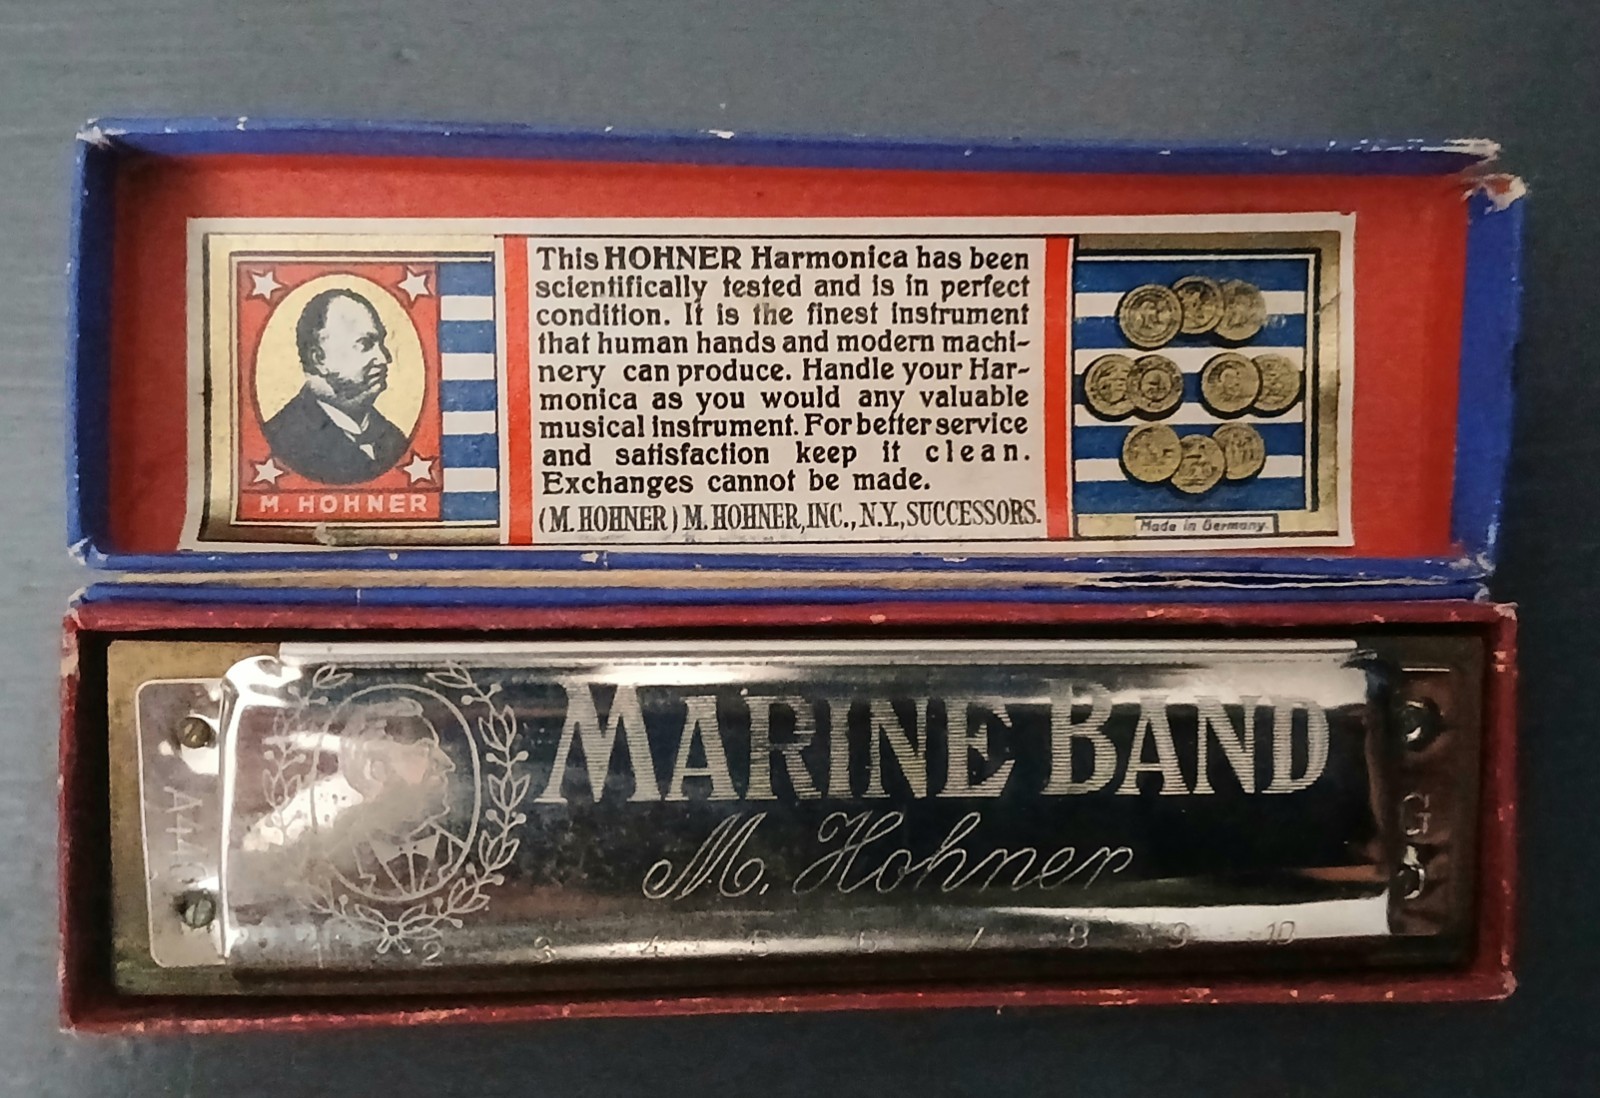 This HOHNER Harmonica has been
scientifically tested and is in perfect
condition. It is the finest instrument
that human hands and modern machi-
nery can produce. Handle your Har-
monica as you would any valuable
musical instrument. For better service
and satisfaction keep it clean.
Exchanges cannot be made.
(M. HOHNER) M. HOHNER, INC., N.Y., SUCCESSORS.
M. HOHNER
Made in Germany.
MARINE BAND
M. Hohner
A440
G
1 2 3 4 5 6 7 8 9 10